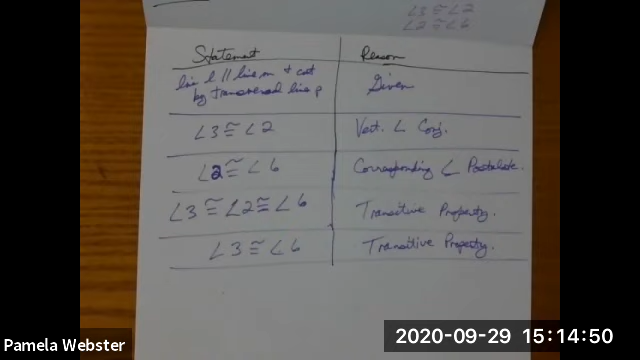 ∠3 ≅ ∠2
∠2 ≅ ∠6
Statement Reason
line l // line m + cut Given
by transversal line p
∠3 ≅ ∠2 Vert. ∠ Conj.
∠2 ≅ ∠6 Corresponding ∠ Postulate.
∠3 ≅ ∠2 ≅ ∠6 Transitive Property.
∠3 ≅ ∠6 Transitive Property.
Pamela Webster
2020-09-29 15:14:50